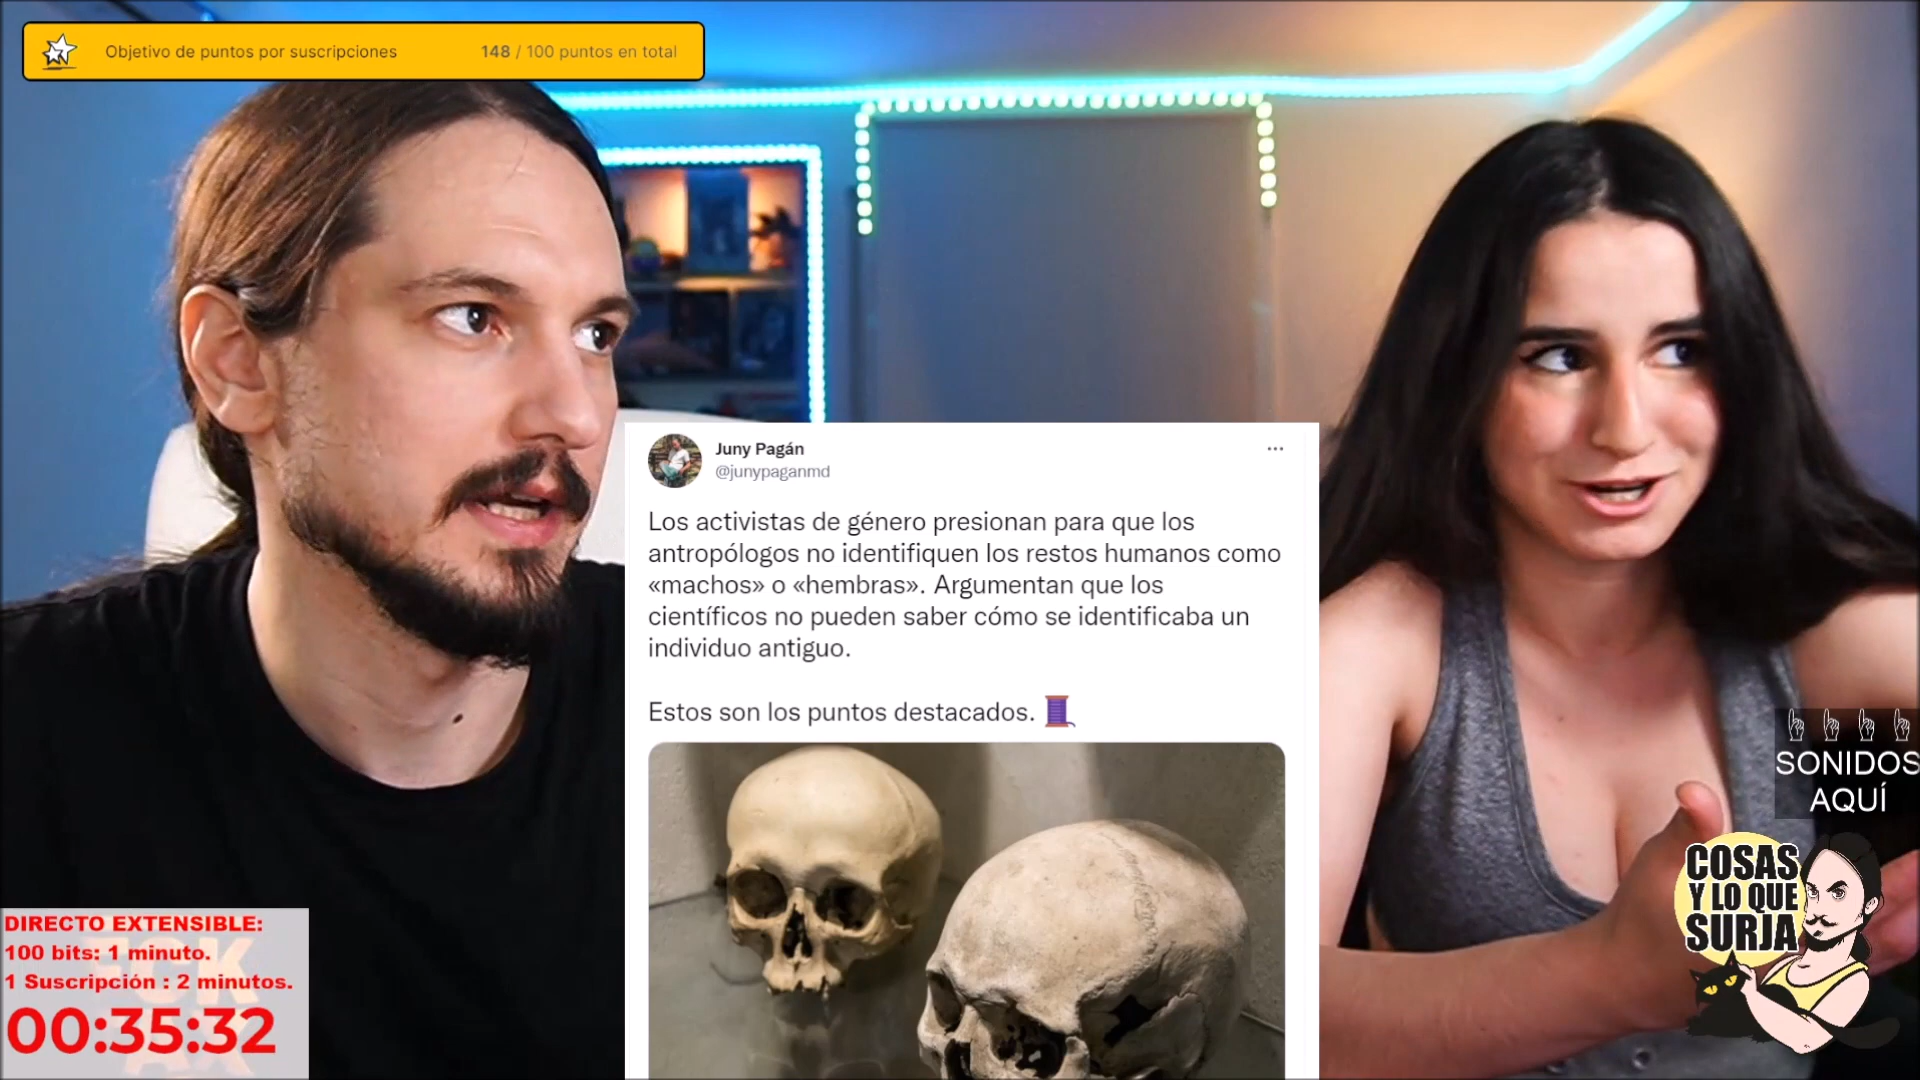 Objetivo de puntos por suscripciones 148 / 100 puntos en total
Juny Pagán
@junypaganmd
Los activistas de género presionan para que los
antropólogos no identifiquen los restos humanos como
«machos» o «hembras». Argumentan que los
científicos no pueden saber cómo se identificaba un
individuo antiguo.
Estos son los puntos destacados.
SONIDOS
AQUÍ
COSAS
Y LO QUE
SURJA
DIRECTO EXTENSIBLE:
100 bits: 1 minuto.
1 Suscripción : 2 minutos.
00:35:32